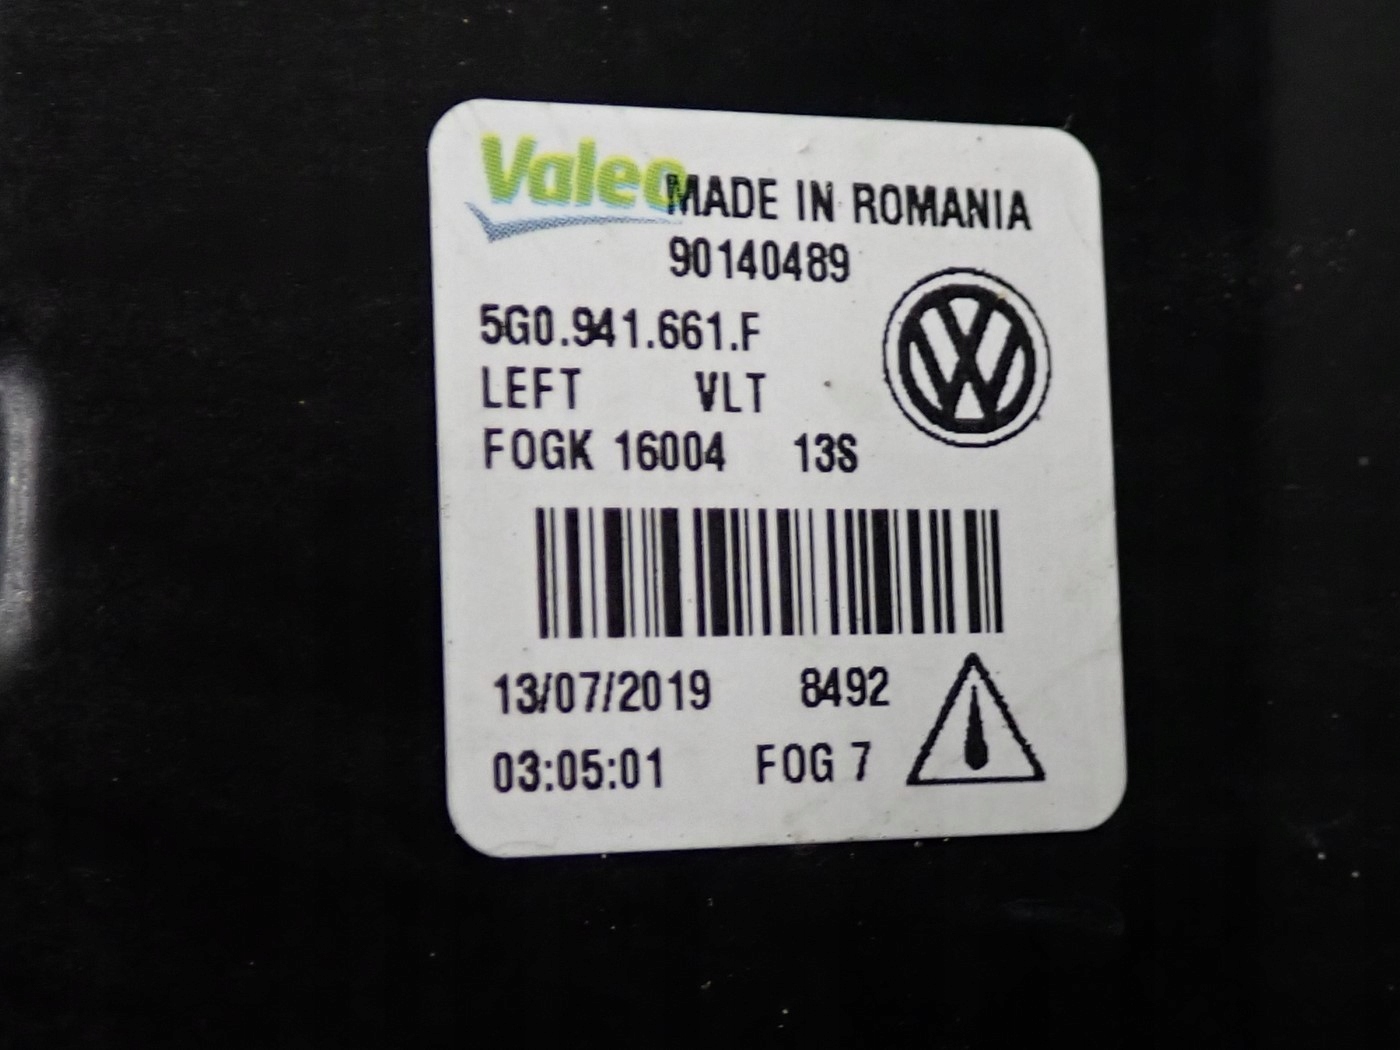 Valeo MADE IN ROMANIA
90140489
5G0.941.661.F
LEFT VLT
FOGK 16004 13S
13/07/2019 8492
03:05:01 FOG 7